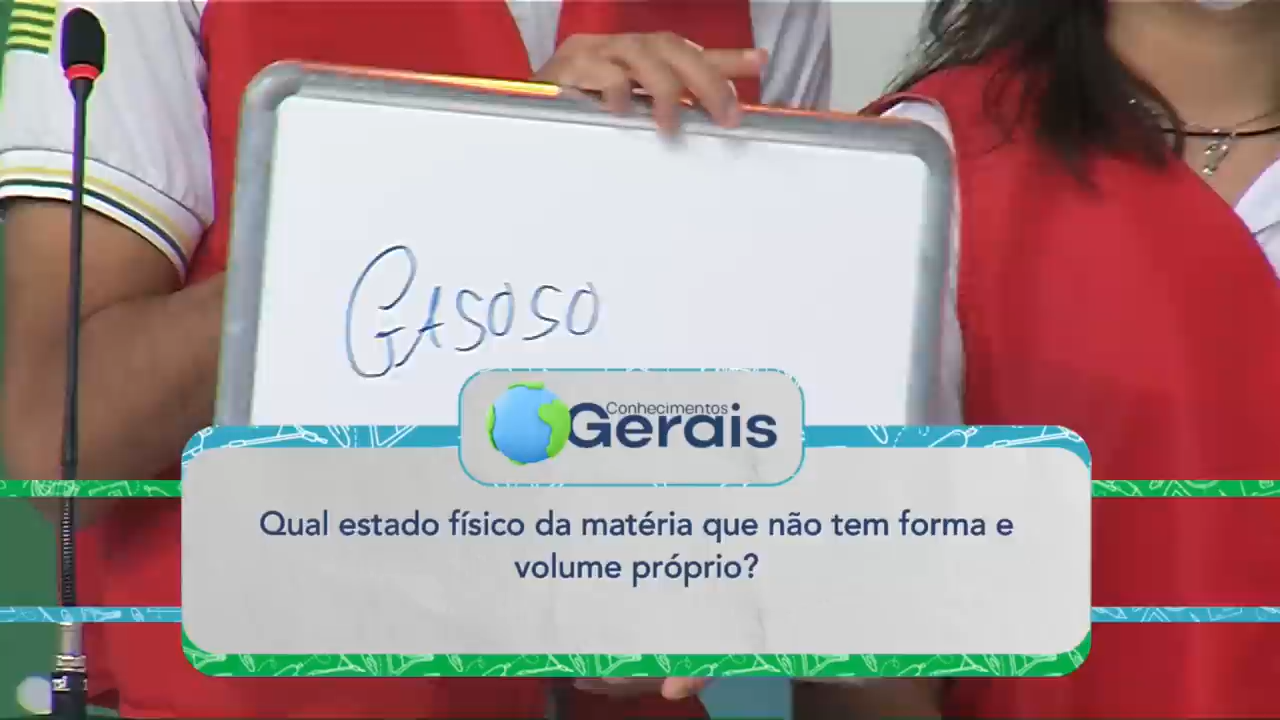 GASOSO
Conhecimentos
Gerais
Qual estado físico da matéria que não tem forma e
volume próprio?